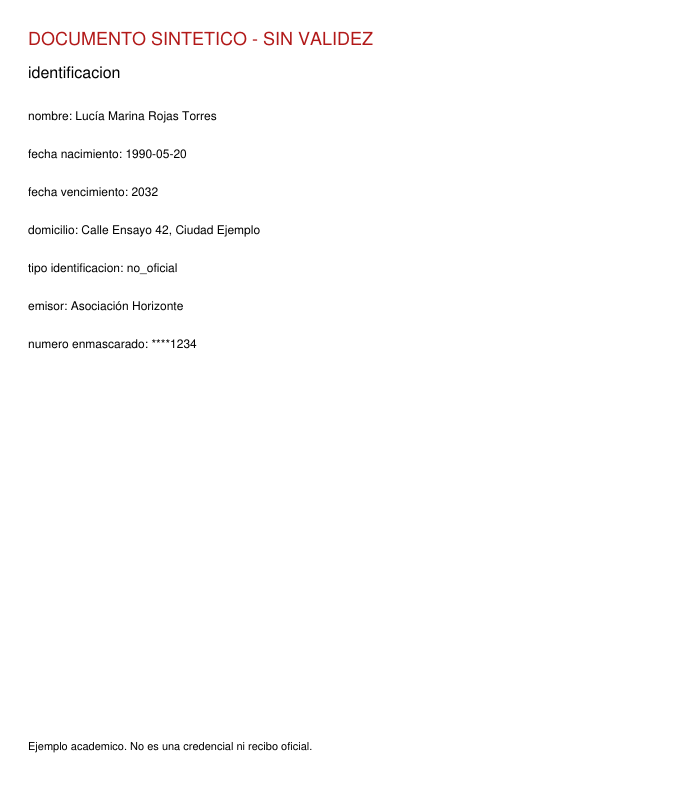 DOCUMENTO SINTETICO - SIN VALIDEZ
identificacion
nombre: Lucía Marina Rojas Torres
fecha nacimiento: 1990-05-20
fecha vencimiento: 2032
domicilio: Calle Ensayo 42, Ciudad Ejemplo
tipo identificacion: no_oficial
emisor: Asociación Horizonte
numero enmascarado: ****1234
Ejemplo academico. No es una credencial ni recibo oficial.